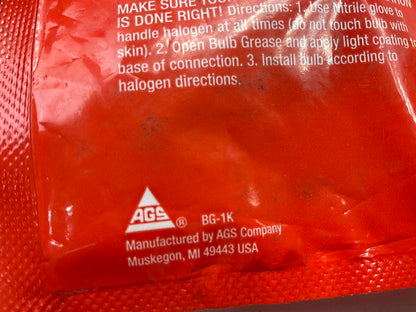 MAKE SURE YOU
IS DONE RIGHT! Directions: 1. Use Nitrile glove to
handle halogen at all times (do not touch bulb with
skin). 2. Open Bulb Grease and apply light coating
base of connection. 3. Install bulb according to
halogen directions.
AGS® BG-1K
Manufactured by AGS Company
Muskegon, MI 49443 USA